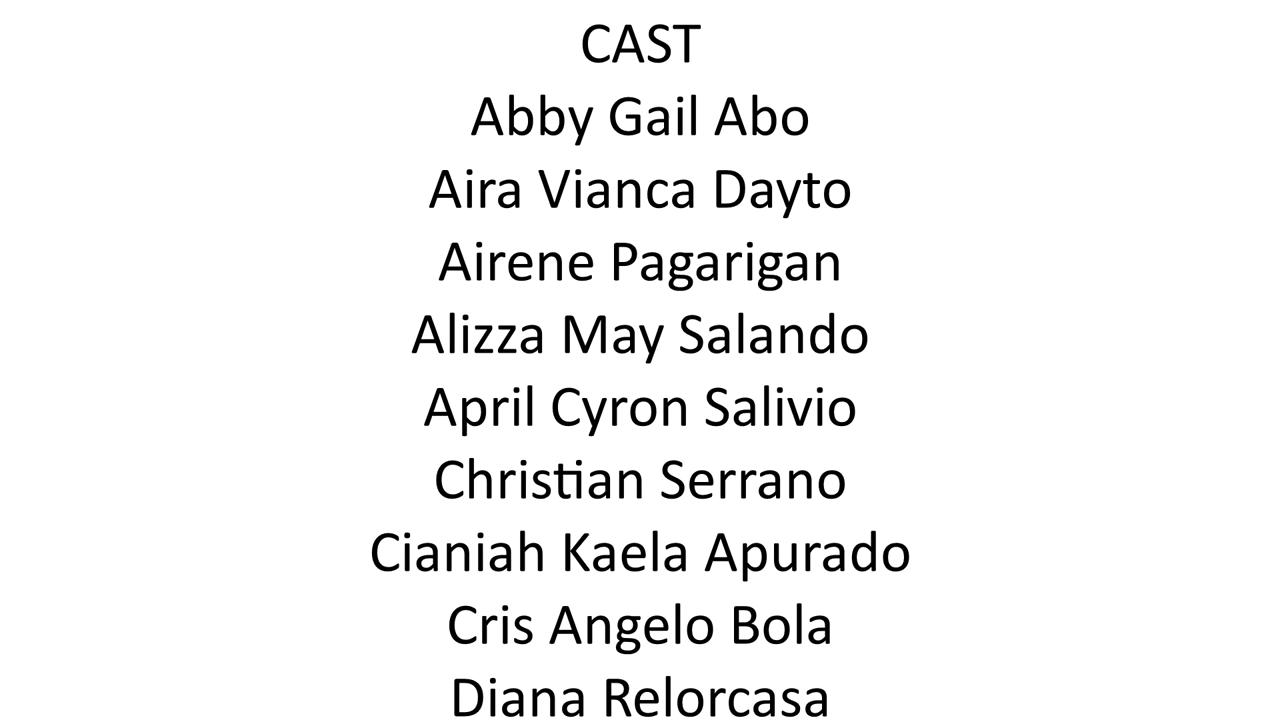 CAST
Abby Gail Abo
Aira Vianca Dayto
Airene Pagarigan
Alizza May Salando
April Cyron Salivio
Christian Serrano
Cianiah Kaela Apurado
Cris Angelo Bola
Diana Relorcasa